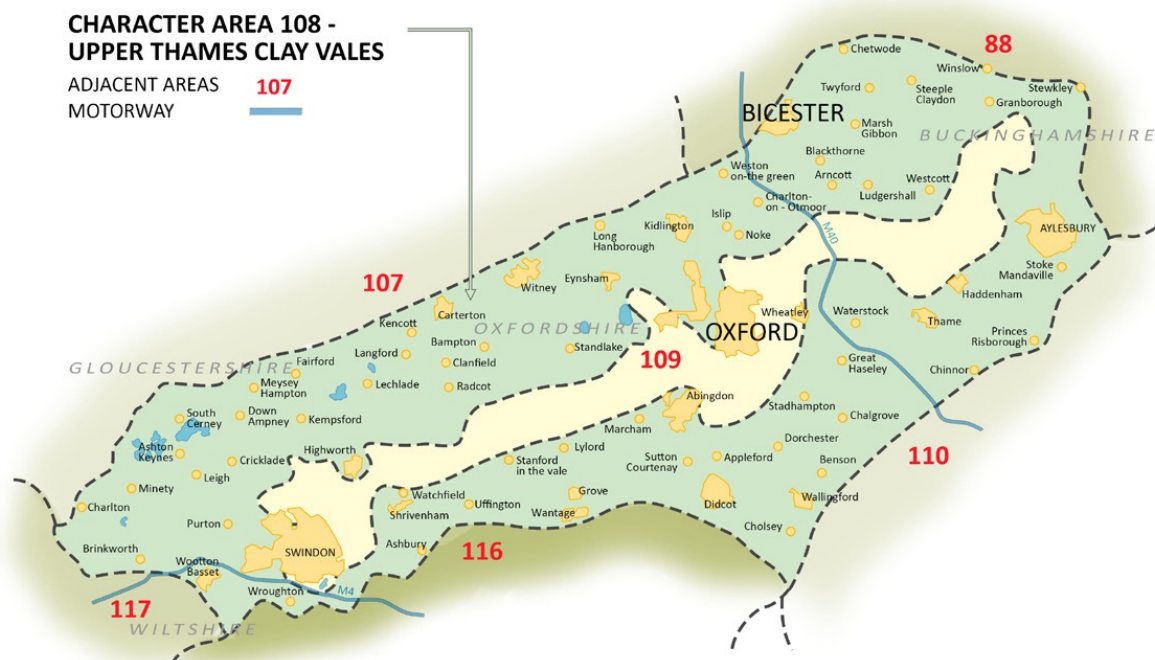 CHARACTER AREA 108 -
UPPER THAMES CLAY VALES
ADJACENT AREAS 107
MOTORWAY
88
Chetwode
Winslow
Twyford
Steeple
Claydon
Stewkley
Granborough
BICESTER
Marsh
Gibbon
BUCKINGHAMSHIRE
Blackthorne
Weston
on-the green
Arncott
Westcott
Ludgershall
Charlton-
on - Otmoor
Islip
Kidlington
Noke
Long
Hanborough
M40
AYLESBURY
Stoke
Mandaville
107
Witney
Eynsham
Haddenham
Carterton
Kencott
OXFORDSHIRE
OXFORD
Wheatley
Waterstock
Thame
Princes
Risborough
Bampton
Standlake
Langford
Clanfield
109
Great
Haseley
Chinnor
GLOUCESTERSHIRE
Fairford
Meysey
Hampton
Lechlade
Radcot
Abingdon
Stadhampton
Chalgrove
South
Cerney
Down
Ampney
Kempsford
Marcham
Ashton
Keynes
Highworth
Lylord
Dorchester
110
Cricklade
Stanford
in the vale
Sutton
Courtenay
Appleford
Benson
Leigh
Minety
Watchfield
Grove
Wallingford
Charlton
Shrivenham
Uffington
Wantage
Didcot
Purton
Cholsey
Ashbury
116
Brinkworth
SWINDON
Wootton
Basset
Wroughton
M4
117
WILTSHIRE